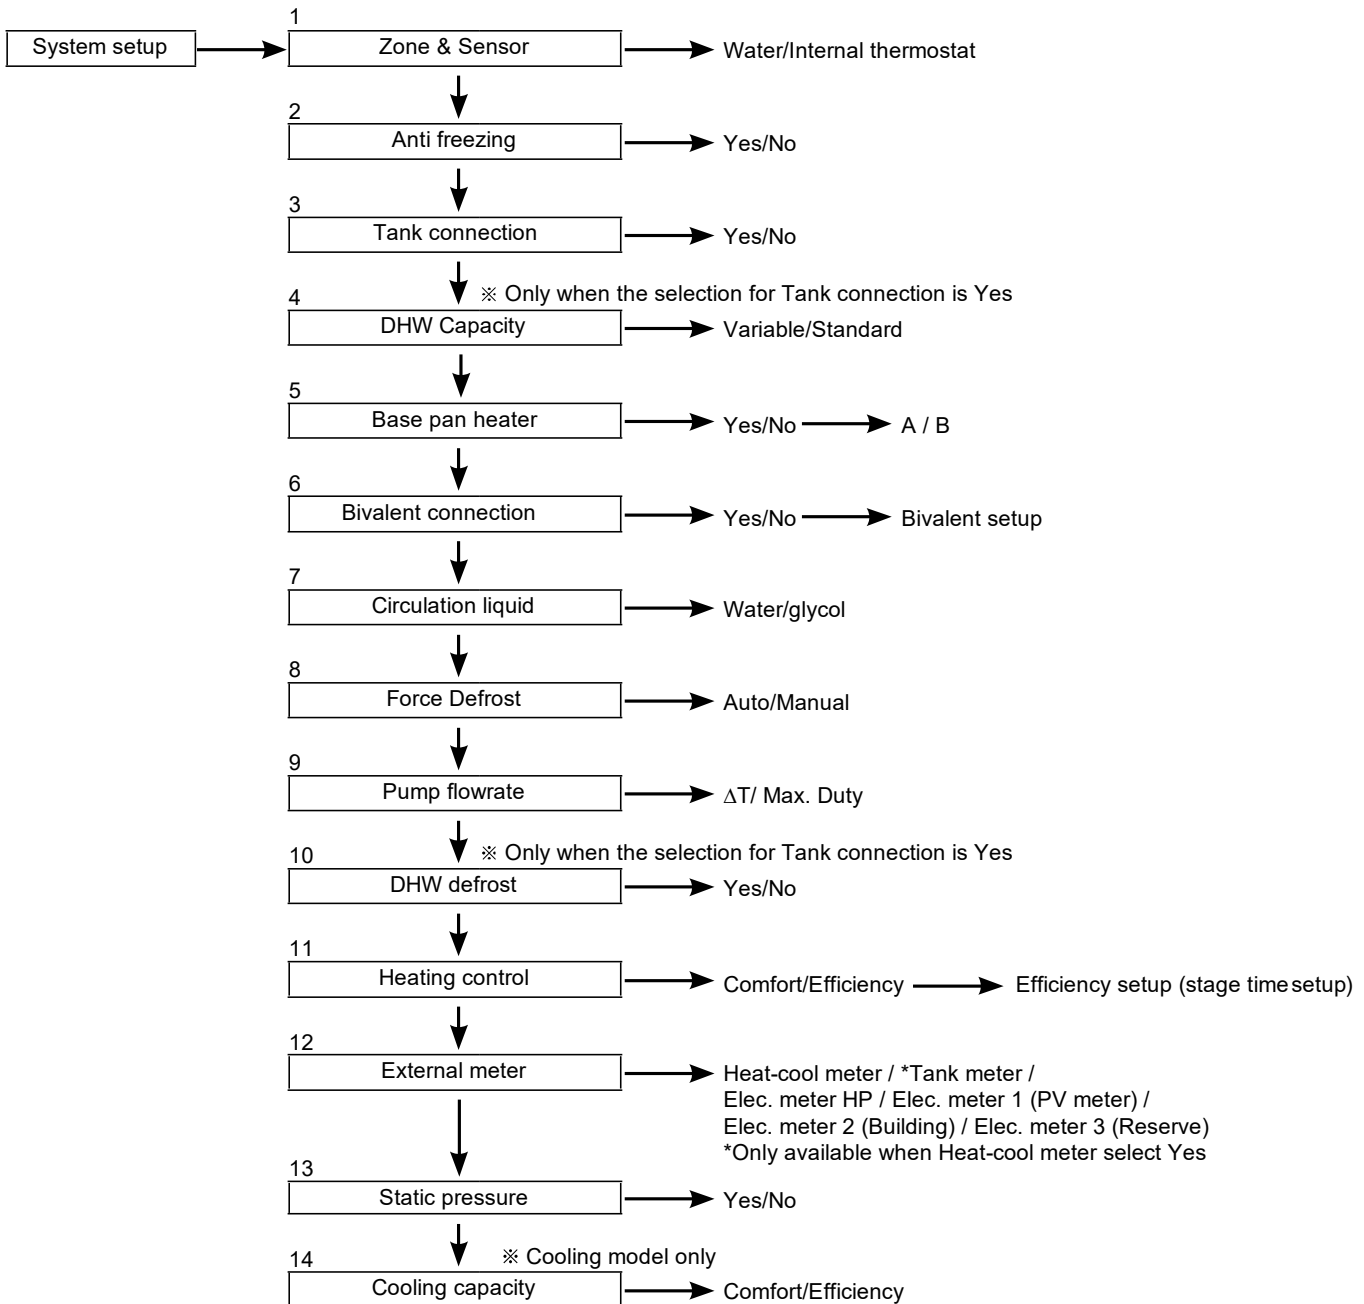 1
System setup
Zone & Sensor
Water/Internal thermostat
2
Anti freezing
Yes/No
3
Tank connection
Yes/No
※ Only when the selection for Tank connection is Yes
4
DHW Capacity
Variable/Standard
5
Base pan heater
Yes/No
A / B
6
Bivalent connection
Yes/No
Bivalent setup
7
Circulation liquid
Water/glycol
8
Force Defrost
Auto/Manual
9
Pump flowrate
ΔT/ Max. Duty
※ Only when the selection for Tank connection is Yes
10
DHW defrost
Yes/No
11
Heating control
Comfort/Efficiency
Efficiency setup (stage time setup)
12
External meter
Heat-cool meter / *Tank meter /
Elec. meter HP / Elec. meter 1 (PV meter) /
Elec. meter 2 (Building) / Elec. meter 3 (Reserve)
*Only available when Heat-cool meter select Yes
13
Static pressure
Yes/No
※ Cooling model only
14
Cooling capacity
Comfort/Efficiency